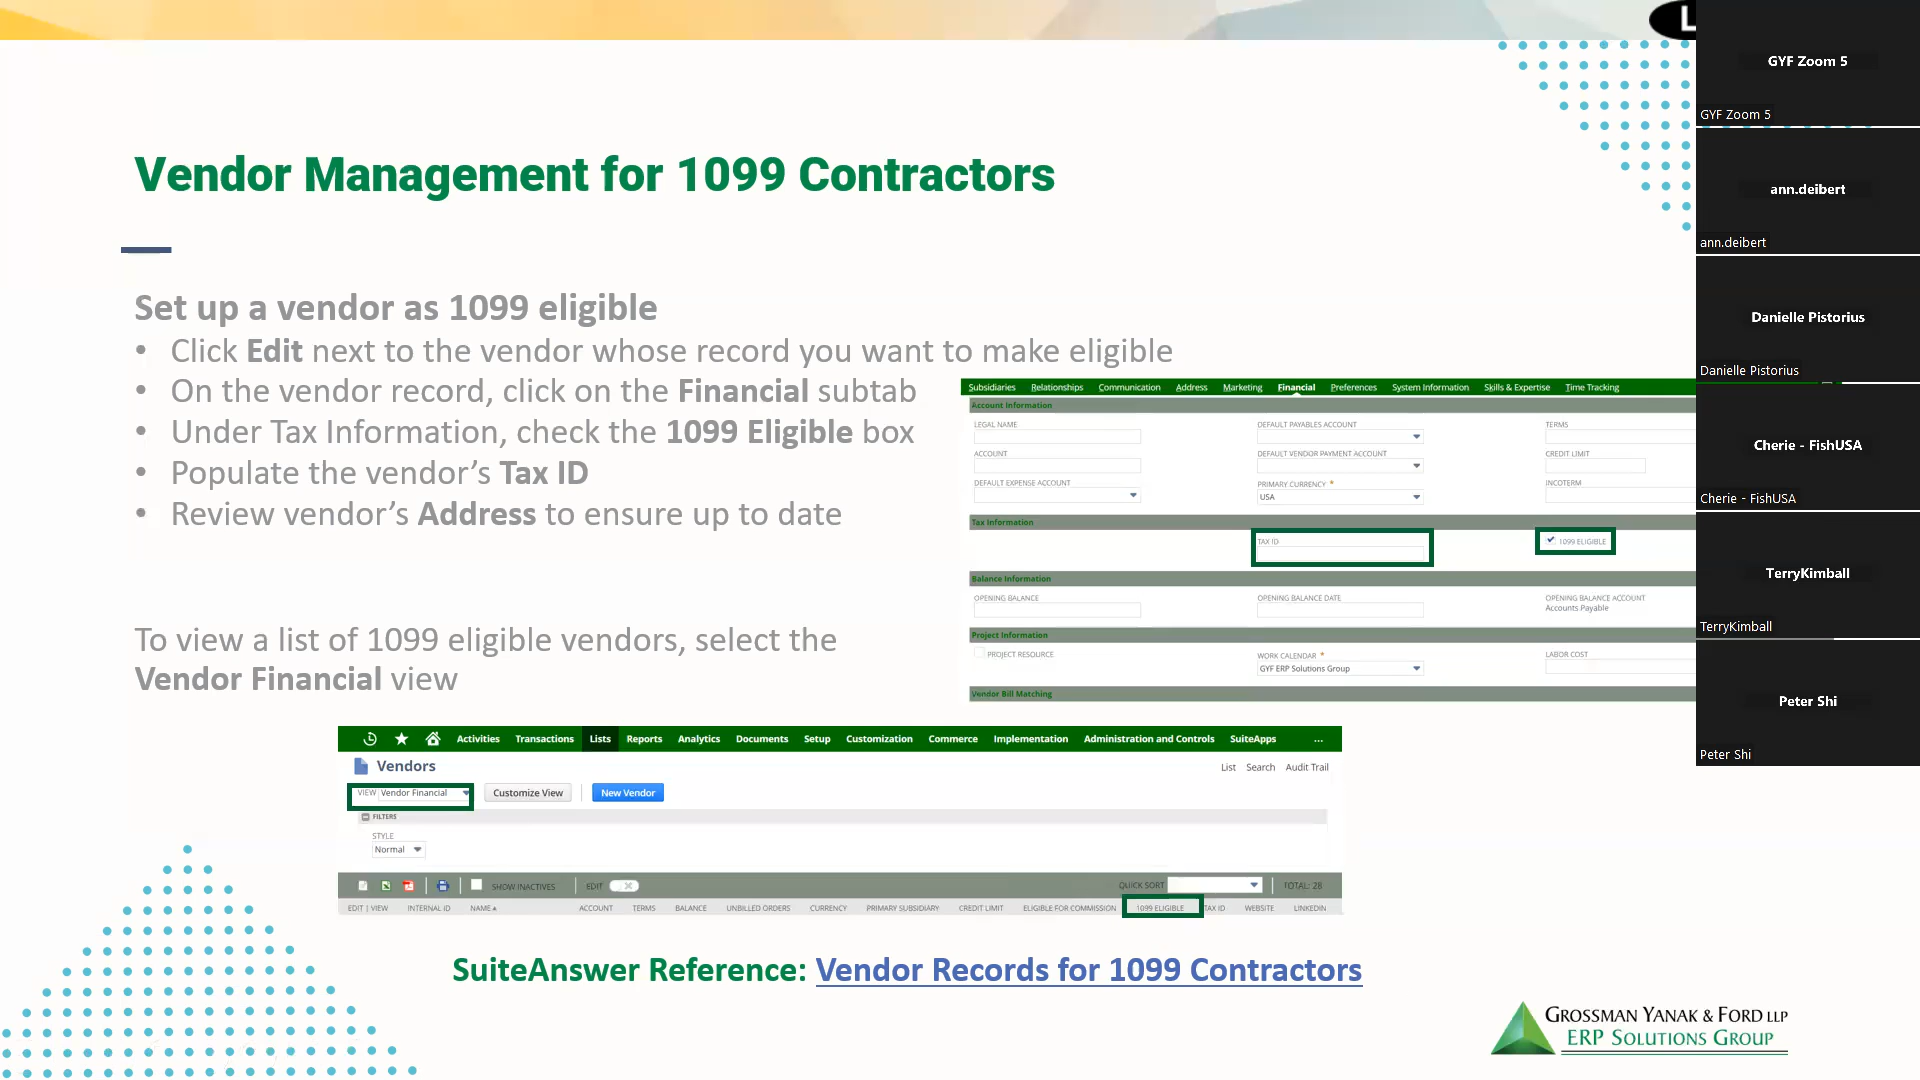 L
GYF Zoom 5
GYF Zoom 5
ann.deibert
ann.deibert
Danielle Pistorius
Danielle Pistorius
Cherie - FishUSA
Cherie - FishUSA
TerryKimball
TerryKimball
Peter Shi
Peter Shi
Vendor Management for 1099 Contractors
Set up a vendor as 1099 eligible
• Click Edit next to the vendor whose record you want to make eligible
• On the vendor record, click on the Financial subtab
• Under Tax Information, check the 1099 Eligible box
• Populate the vendor’s Tax ID
• Review vendor’s Address to ensure up to date
To view a list of 1099 eligible vendors, select the
Vendor Financial view
Subsidiaries Relationships Communication Address Marketing Financial Preferences System Information Skills & Expertise Time Tracking
Account Information
LEGAL NAME DEFAULT PAYABLES ACCOUNT TERMS
ACCOUNT DEFAULT VENDOR PAYMENT ACCOUNT CREDIT LIMIT
DEFAULT EXPENSE ACCOUNT PRIMARY CURRENCY * INCOTERM
USA
Tax Information
TAX ID 1099 ELIGIBLE
Balance Information
OPENING BALANCE OPENING BALANCE DATE OPENING BALANCE ACCOUNT
Accounts Payable
Project Information
PROJECT RESOURCE WORK CALENDAR * LABOR COST
GYF ERP Solutions Group
Vendor Bill Matching
Activities Transactions Lists Reports Analytics Documents Setup Customization Commerce Implementation Administration and Controls SuiteApps ...
Vendors List Search Audit Trail
VIEW Vendor Financial Customize View New Vendor
FILTERS
STYLE
Normal
SHOW INACTIVES EDIT QUICK SORT TOTAL: 28
EDIT | VIEW INTERNAL ID NAME ACCOUNT TERMS BALANCE UNBILLED ORDERS CURRENCY PRIMARY SUBSIDIARY CREDIT LIMIT ELIGIBLE FOR COMMISSION 1099 ELIGIBLE TAX ID WEBSITE LINKEDIN
SuiteAnswer Reference: Vendor Records for 1099 Contractors
GROSSMAN YANAK & FORD LLP
ERP SOLUTIONS GROUP